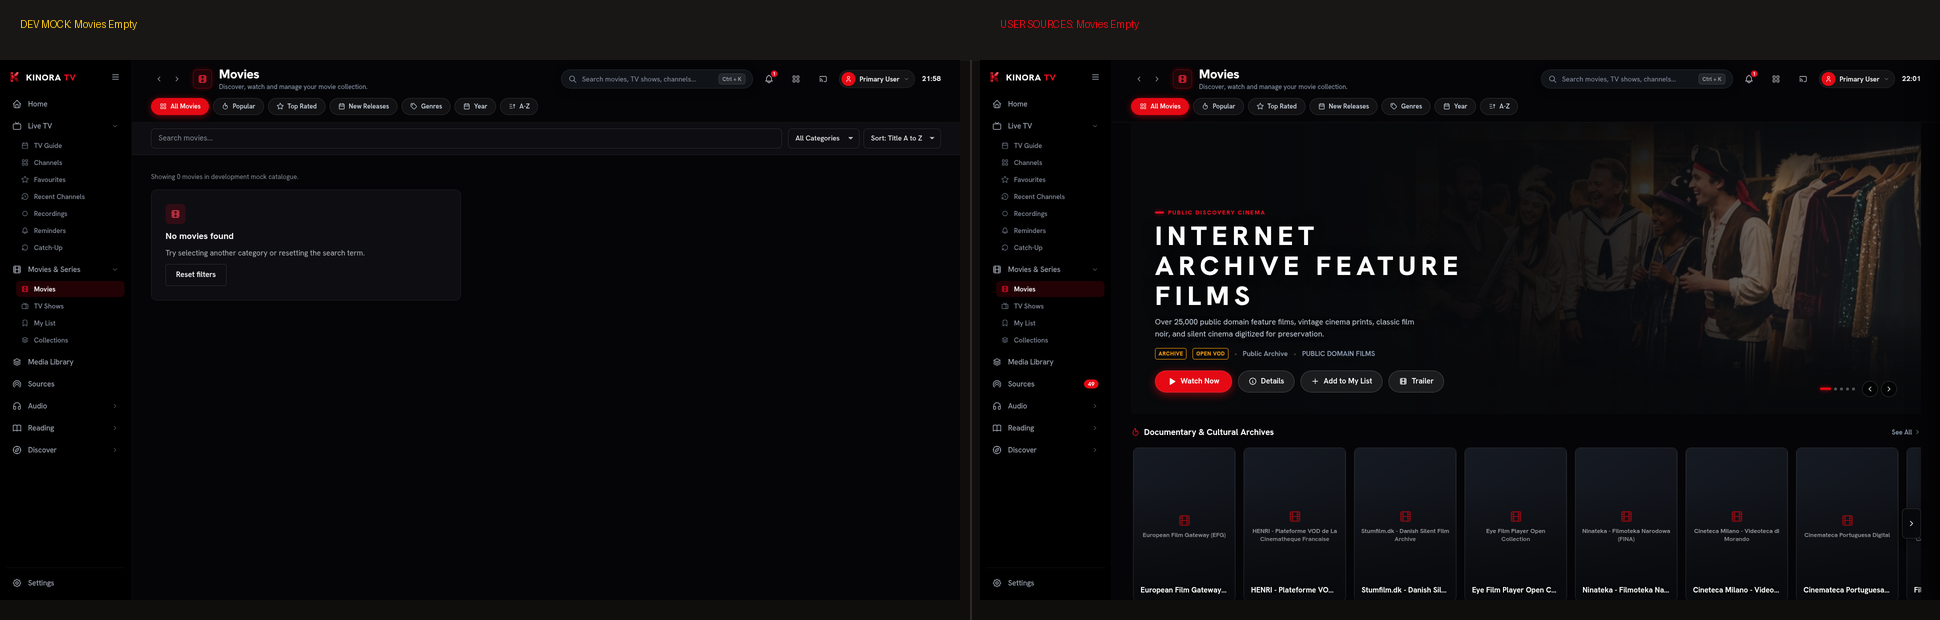 DEV MOCK: Movies Empty
KINORA TV
Home
Live TV
TV Guide
Channels
Favourites
Recent Channels
Recordings
Reminders
Catch-Up
Movies & Series
Movies
TV Shows
My List
Collections
Media Library
Sources
Audio
Reading
Discover
Settings
Movies
Discover, watch and manage your movie collection.
Search movies, TV shows, channels...
Ctrl + K
1
Primary User
21:58
All Movies
Popular
Top Rated
New Releases
Genres
Year
A-Z
Search movies...
All Categories
Sort: Title A to Z
Showing 0 movies in development mock catalogue.
No movies found
Try selecting another category or resetting the search term.
Reset filters
USER SOURCES: Movies Empty
KINORA TV
Home
Live TV
TV Guide
Channels
Favourites
Recent Channels
Recordings
Reminders
Catch-Up
Movies & Series
Movies
TV Shows
My List
Collections
Media Library
Sources
49
Audio
Reading
Discover
Settings
Movies
Discover, watch and manage your movie collection.
Search movies, TV shows, channels...
Ctrl + K
1
Primary User
22:01
All Movies
Popular
Top Rated
New Releases
Genres
Year
A-Z
PUBLIC DISCOVERY CINEMA
INTERNET
ARCHIVE FEATURE
FILMS
Over 25,000 public domain feature films, vintage cinema prints, classic film
noir, and silent cinema digitized for preservation.
ARCHIVE
OPEN VOD
Public Archive
PUBLIC DOMAIN FILMS
Watch Now
Details
Add to My List
Trailer
Documentary & Cultural Archives
See All
European Film Gateway (EFG)
European Film Gateway...
HENRI - Plateforme VOD de La
Cinematheque Francaise
HENRI - Plateforme VO...
Stumfilm.dk - Danish Silent Film
Archive
Stumfilm.dk - Danish Sil...
Eye Film Player Open
Collection
Eye Film Player Open C...
Ninateka - Filmoteka Narodowa
(FINA)
Ninateka - Filmoteka Na...
Cineteca Milano - Videoteca di
Morando
Cineteca Milano - Video...
Cinemateca Portuguesa Digital
Cinemateca Portuguesa...